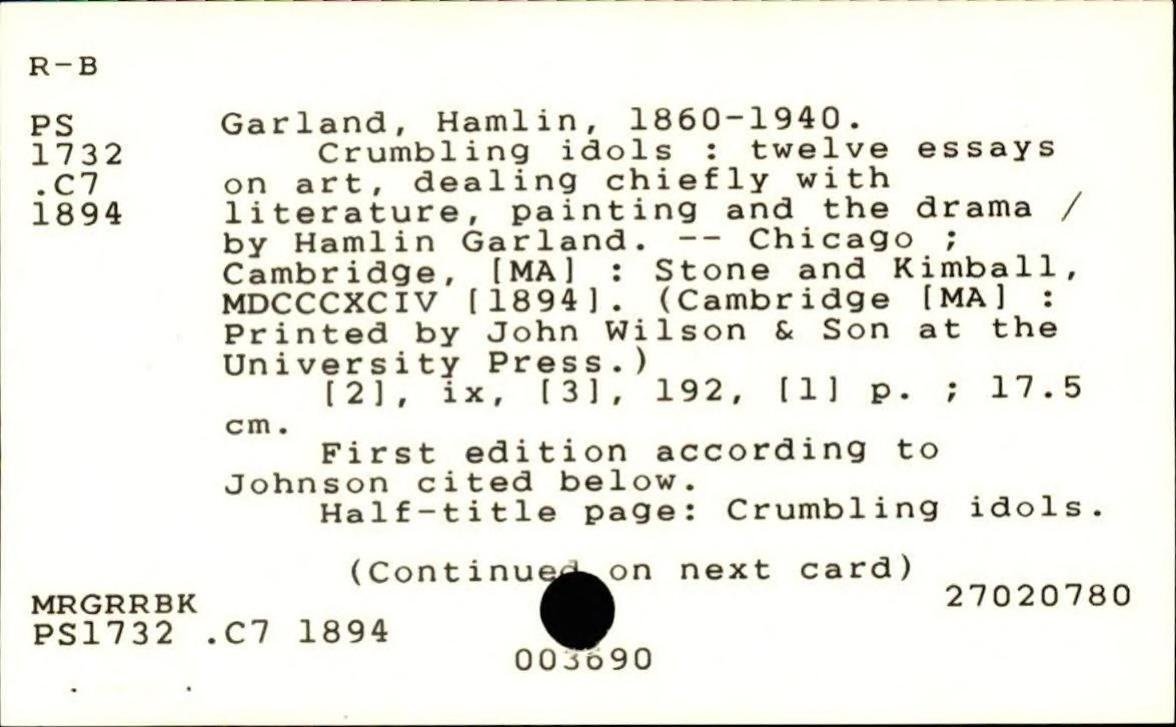 R-B
PS
1732
.C7
1894
Garland, Hamlin, 1860-1940.
Crumbling idols : twelve essays
on art, dealing chiefly with
literature, painting and the drama /
by Hamlin Garland. -- Chicago ;
Cambridge, [MA] : Stone and Kimball,
MDCCCXCIV [1894]. (Cambridge [MA] :
Printed by John Wilson & Son at the
University Press.)
[2], ix, [3], 192, [1] p. ; 17.5
cm.
First edition according to
Johnson cited below.
Half-title page: Crumbling idols.
(Continued on next card)
MRGRRBK
27020780
PS1732 .C7 1894
003690